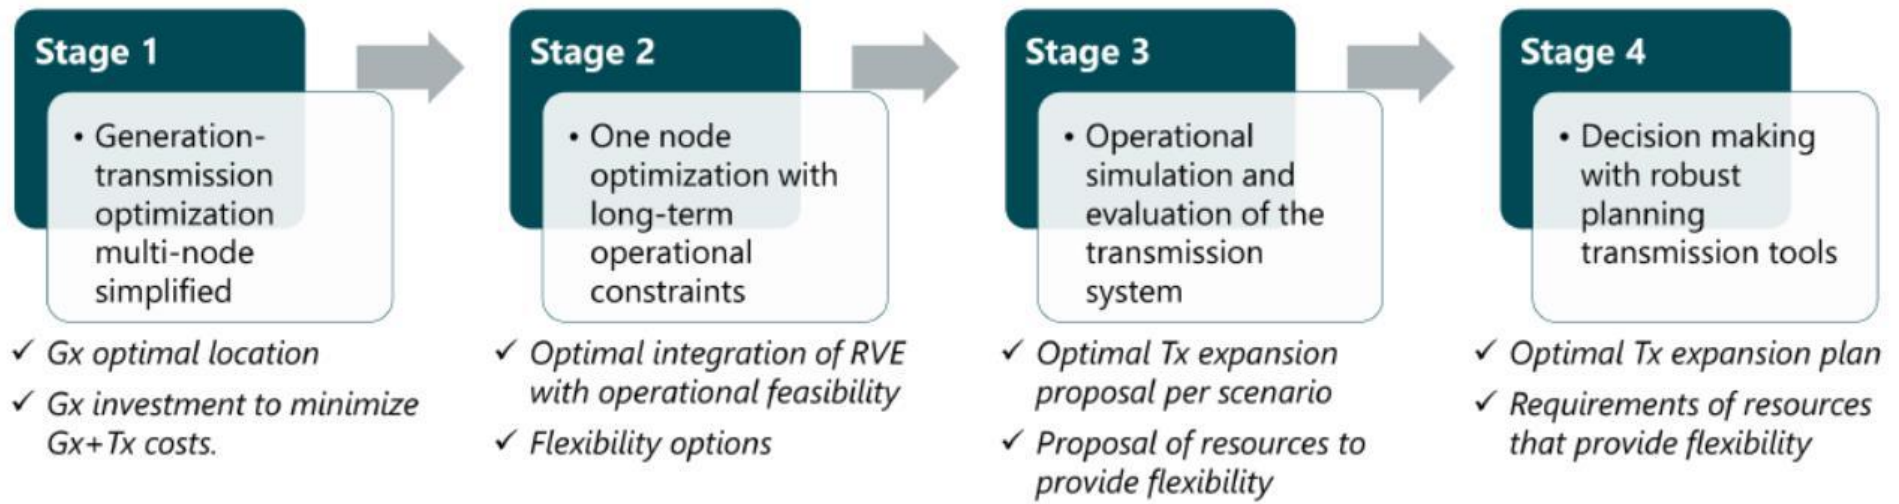 Stage 1
• Generation-
transmission
optimization
multi-node
simplified
✓ Gx optimal location
✓ Gx investment to minimize
Gx+Tx costs.
Stage 2
• One node
optimization with
long-term
operational
constraints
✓ Optimal integration of RVE
with operational feasibility
✓ Flexibility options
Stage 3
• Operational
simulation and
evaluation of the
transmission
system
✓ Optimal Tx expansion
proposal per scenario
✓ Proposal of resources to
provide flexibility
Stage 4
• Decision making
with robust
planning
transmission tools
✓ Optimal Tx expansion plan
✓ Requirements of resources
that provide flexibility